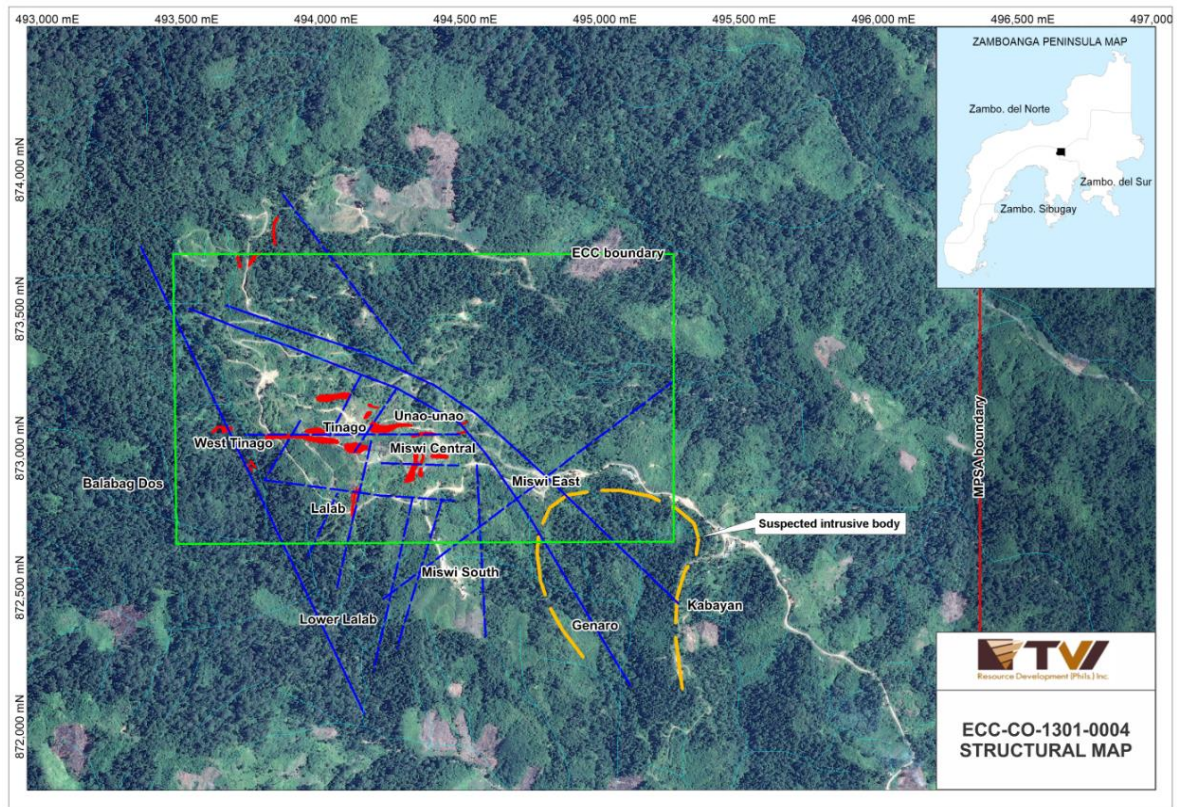 493,000 mE
493,500 mE
494,000 mE
494,500 mE
495,000 mE
495,500 mE
496,000 mE
496,500 mE
497,000
874,000 mN
873,500 mN
873,000 mN
872,500 mN
872,000 mN
ZAMBOANGA PENINSULA MAP
Zambo. del Norte
Zambo. del Sur
Zambo. Sibugay
ECC boundary
Unao-unao
Tinago
West Tinago
Miswi Central
Balabag Dos
Miswi East
Lalab
Suspected intrusive body
MPSA boundary
Miswi South
Kabayan
Lower Lalab
Genaro
TVI
Resource Development (Phils.) Inc
ECC-CO-1301-0004
STRUCTURAL MAP